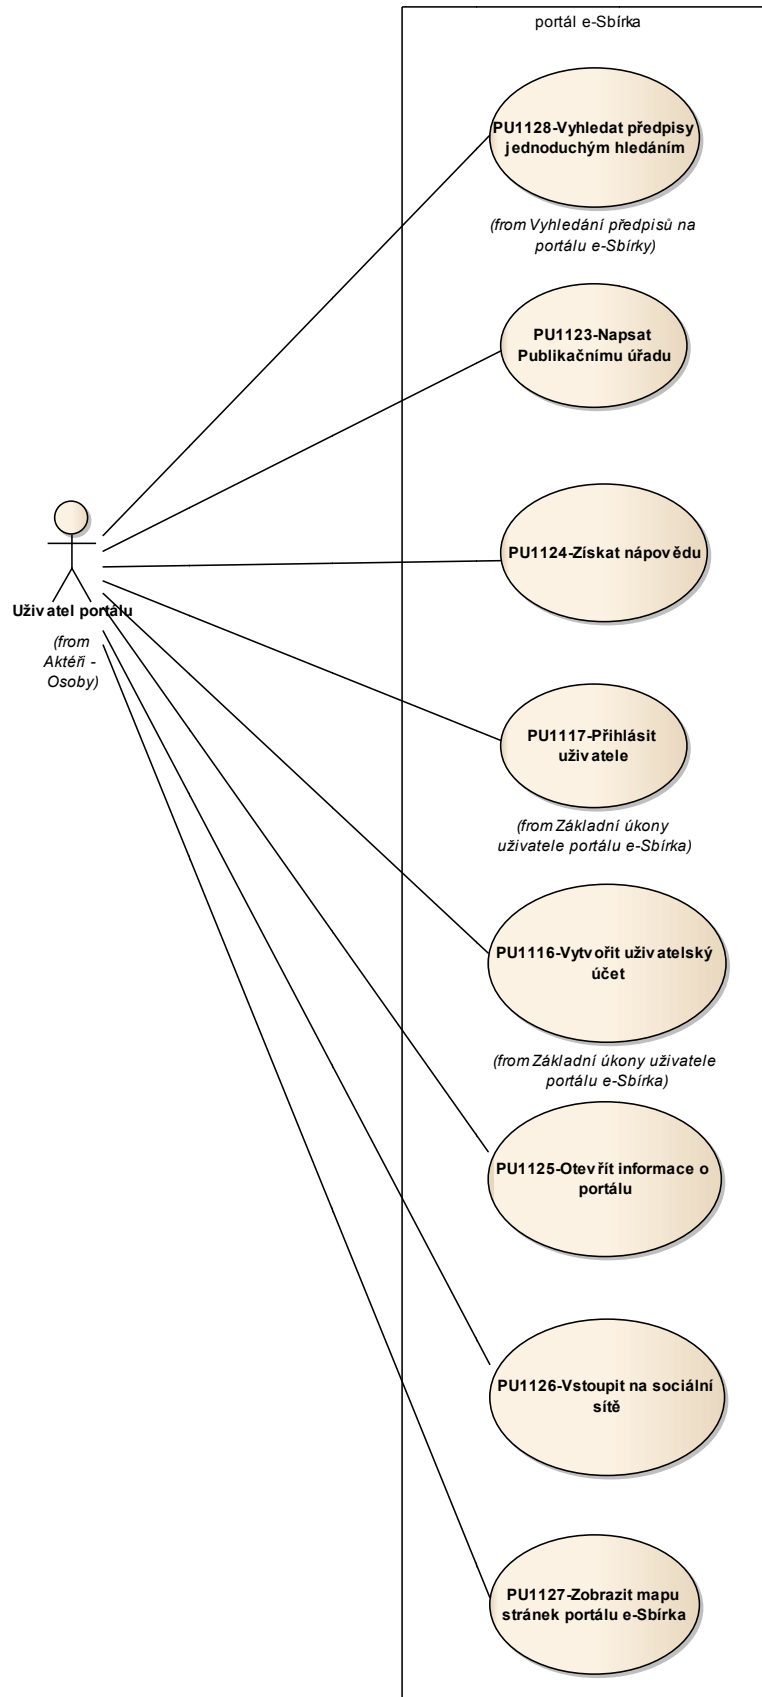 portál e-Sbírka
PU1128-Vyhledat předpisy
jednoduchým hledáním
(from Vyhledání předpisů na
portálu e-Sbírky)
PU1123-Napsat
Publikačnímu úřadu
PU1124-Získat nápovědu
Uživatel portálu
(from
Aktéři -
Osoby)
PU1117-Přihlásit
uživatele
(from Základní úkony
uživatele portálu e-Sbírka)
PU1116-Vytvořit uživatelský
účet
(from Základní úkony uživatele
portálu e-Sbírka)
PU1125-Otevřít informace o
portálu
PU1126-Vstoupit na sociální
sítě
PU1127-Zobrazit mapu
stránek portálu e-Sbírka